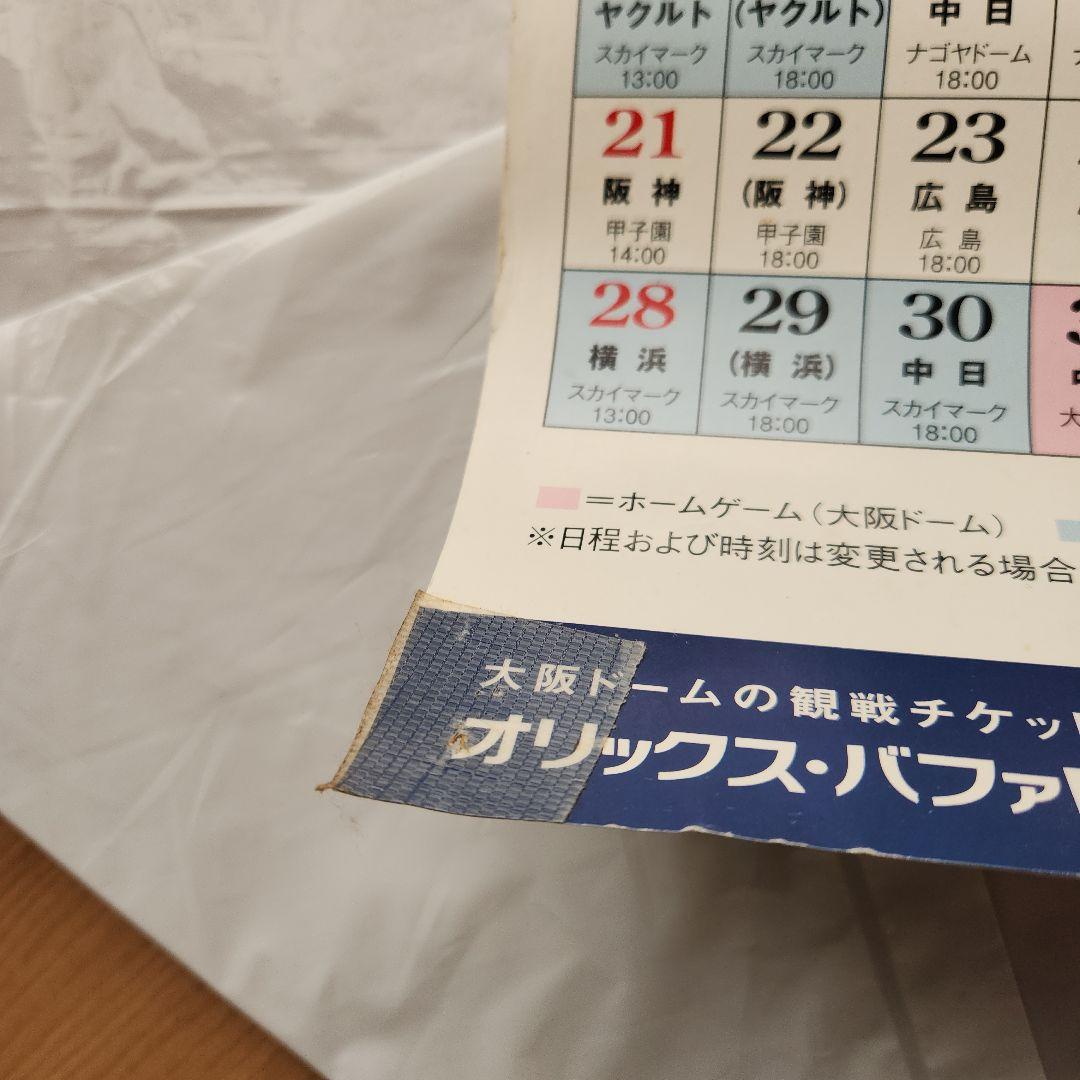 ヤクルト (ヤクルト) 中日
スカイマーク スカイマーク ナゴヤドーム
13:00 18:00 18:00
21 22 23
阪神 (阪神) 広島
甲子園 甲子園 広島
14:00 18:00 18:00
28 29 30
横浜 (横浜) 中日
スカイマーク スカイマーク スカイマーク 大
13:00 18:00 18:00
=ホームゲーム(大阪ドーム)
※日程および時刻は変更される場合
大阪ドームの観戦チケッ
オリックス・バファ